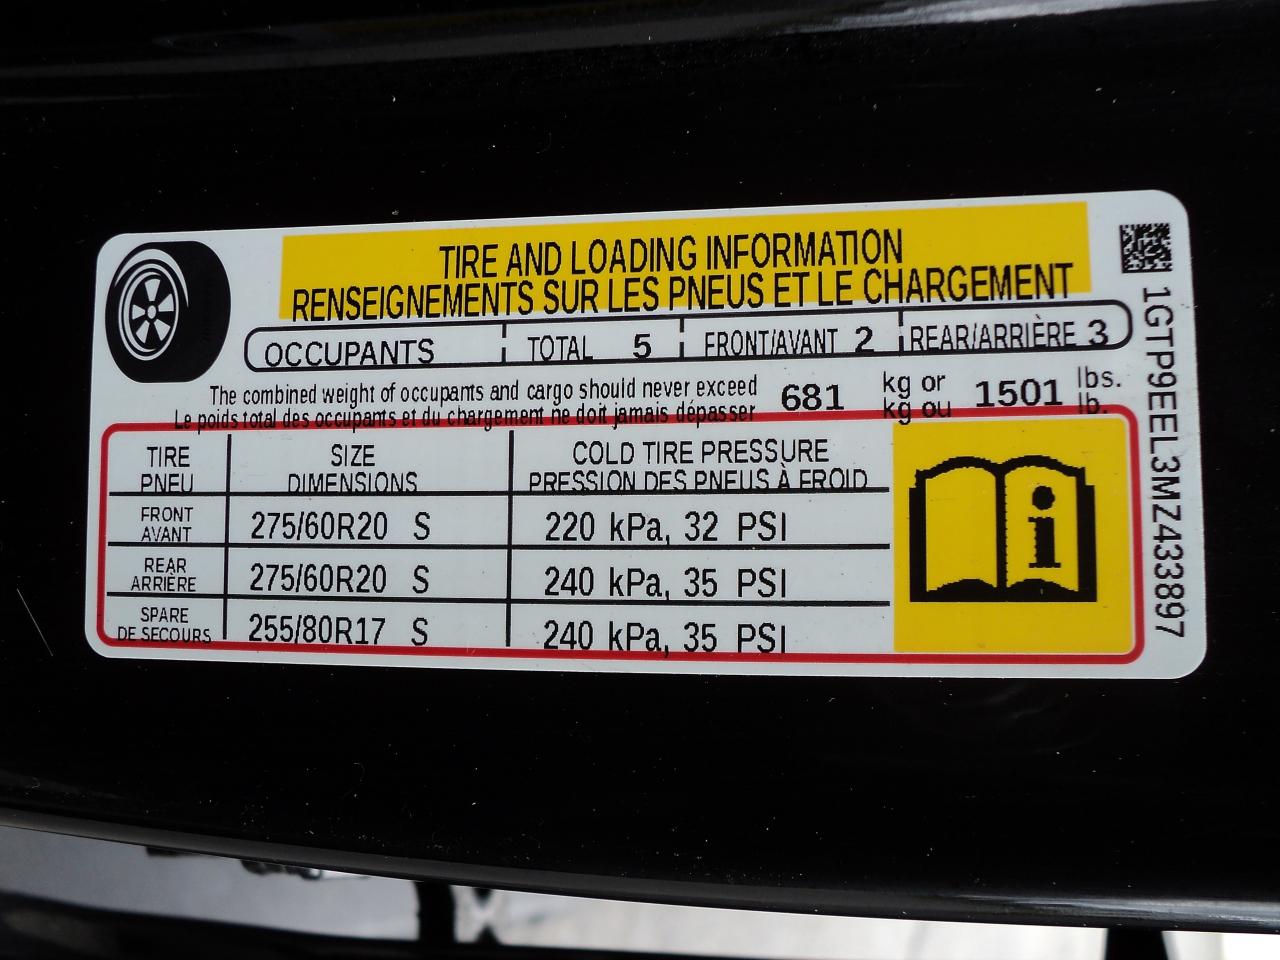 TIRE AND LOADING INFORMATION
RENSEIGNEMENTS SUR LES PNEUS ET LE CHARGEMENT
OCCUPANTS TOTAL 5 FRONT/AVANT 2 REAR/ARRIÈRE 3
The combined weight of occupants and cargo should never exceed 681 kg or 1501 lbs.
Le poids total des occupants et du chargement ne doit jamais dépasser kg ou lb.
TIRE SIZE COLD TIRE PRESSURE
PNEU DIMENSIONS PRESSION DES PNEUS À FROID
FRONT
AVANT 275/60R20 S 220 kPa, 32 PSI
REAR
ARRIÈRE 275/60R20 S 240 kPa, 35 PSI
SPARE
DE SECOURS 255/80R17 S 240 kPa, 35 PSI
i
1GTP9EEL3MZ433897